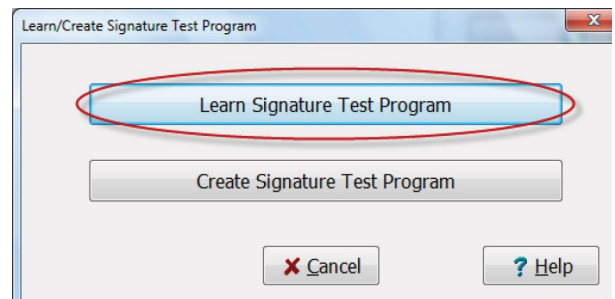 Learn/Create Signature Test Program
Learn Signature Test Program
Create Signature Test Program
Cancel
Help